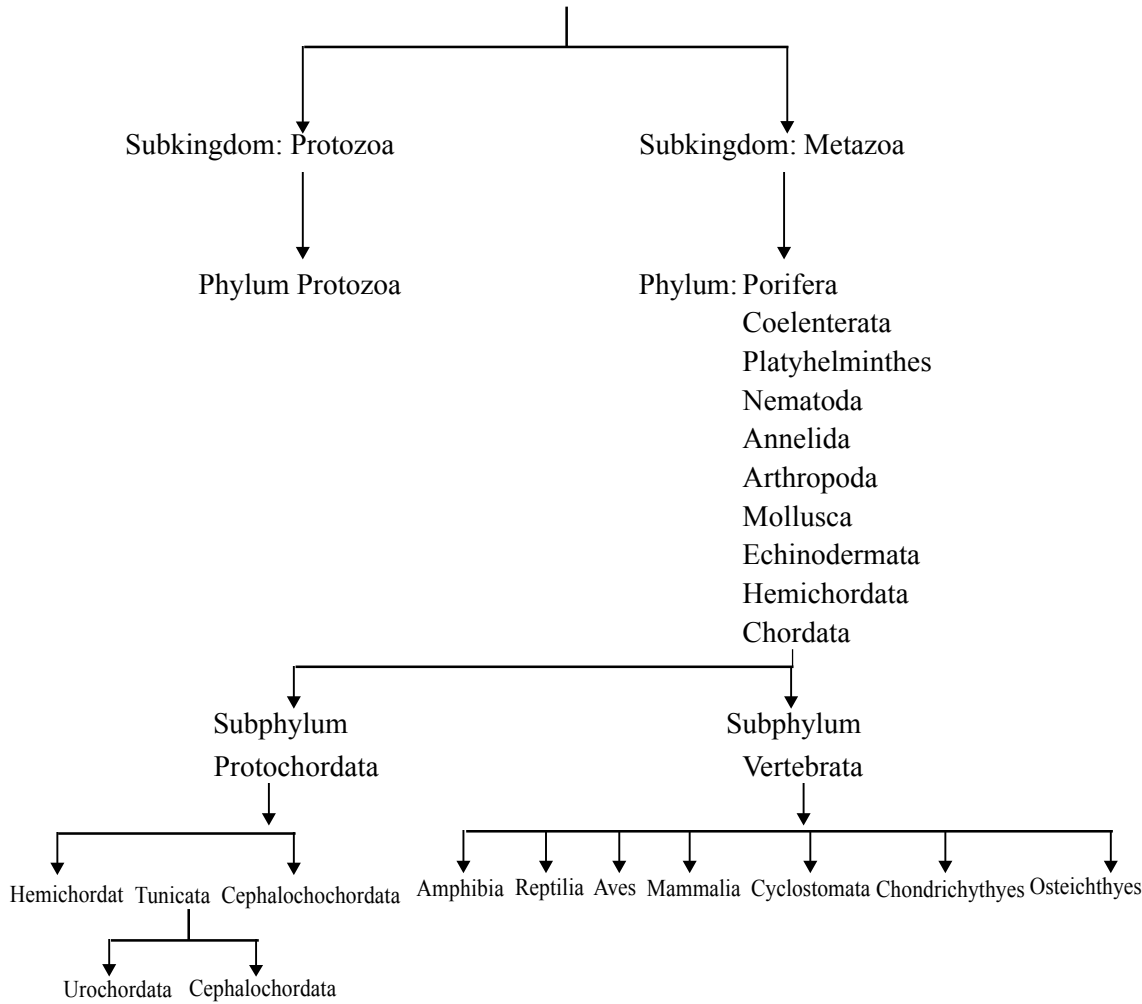 Subkingdom: Protozoa
Subkingdom: Metazoa
Phylum Protozoa
Phylum: Porifera
Coelenterata
Platyhelminthes
Nematoda
Annelida
Arthropoda
Mollusca
Echinodermata
Hemichordata
Chordata
Subphylum
Protochordata
Subphylum
Vertebrata
Hemichordat Tunicata Cephalochochordata
Amphibia Reptilia Aves Mammalia Cyclostomata Chondrichythyes Osteichthyes
Urochordata Cephalochordata